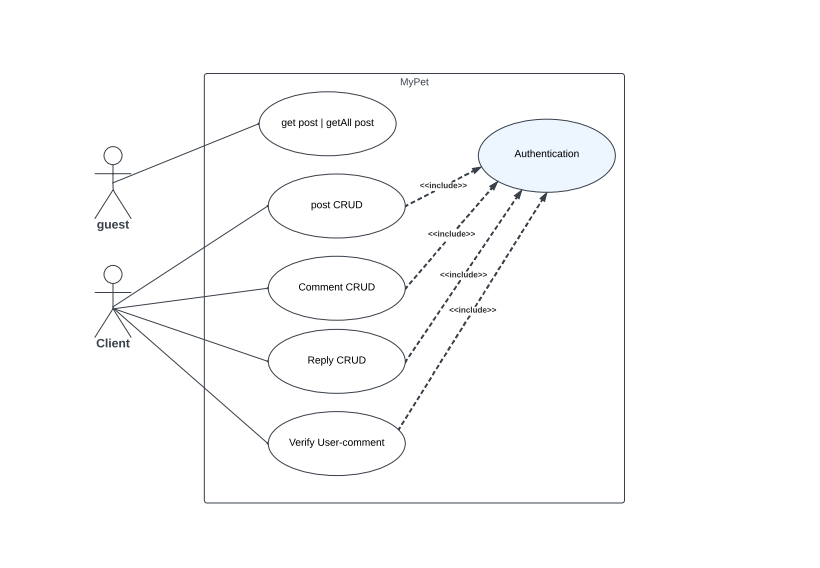 MyPet
get post | getAll post
Authentication
guest
post CRUD
<<include>>
Comment CRUD
<<include>>
Client
Reply CRUD
<<include>>
Verify User-comment
<<include>>